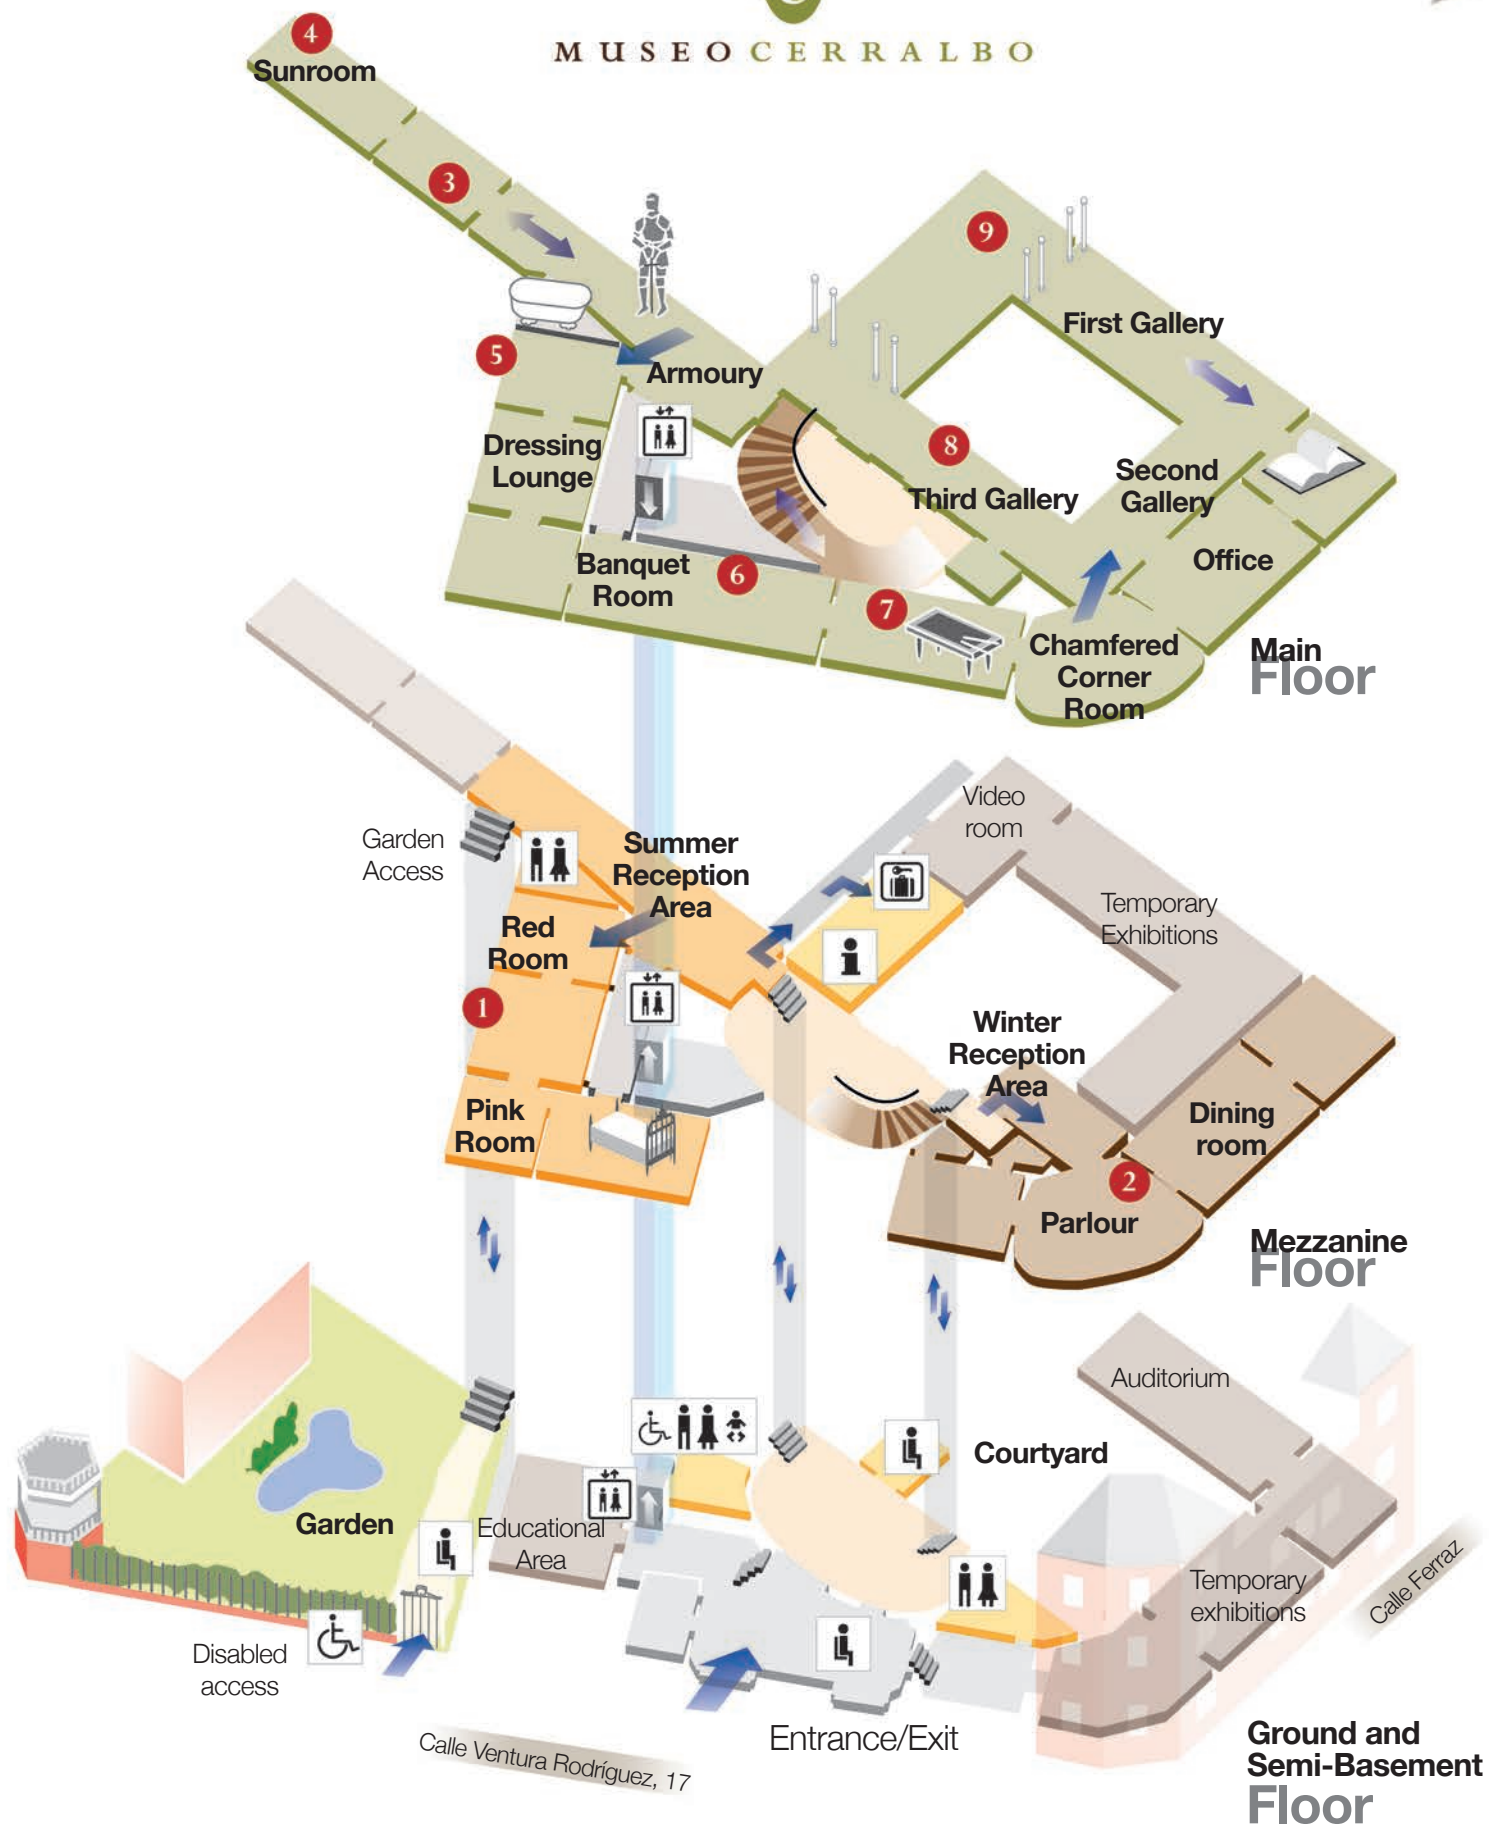 MUSEO CERRALBO
4
Sunroom
3
9
First Gallery
5
Armoury
Dressing
Lounge
8
Second
Gallery
Third Gallery
Banquet
Room
6
Office
7
Chamfered
Corner
Room
Main
Floor
Video
room
Garden
Access
Summer
Reception
Area
Temporary
Exhibitions
Red
Room
1
Winter
Reception
Area
Pink
Room
Dining
room
2
Parlour
Mezzanine
Floor
Auditorium
Courtyard
Garden
Educational
Area
Temporary
exhibitions
Calle Ferraz
Disabled
access
Entrance/Exit
Calle Ventura Rodríguez, 17
Ground and
Semi-Basement
Floor